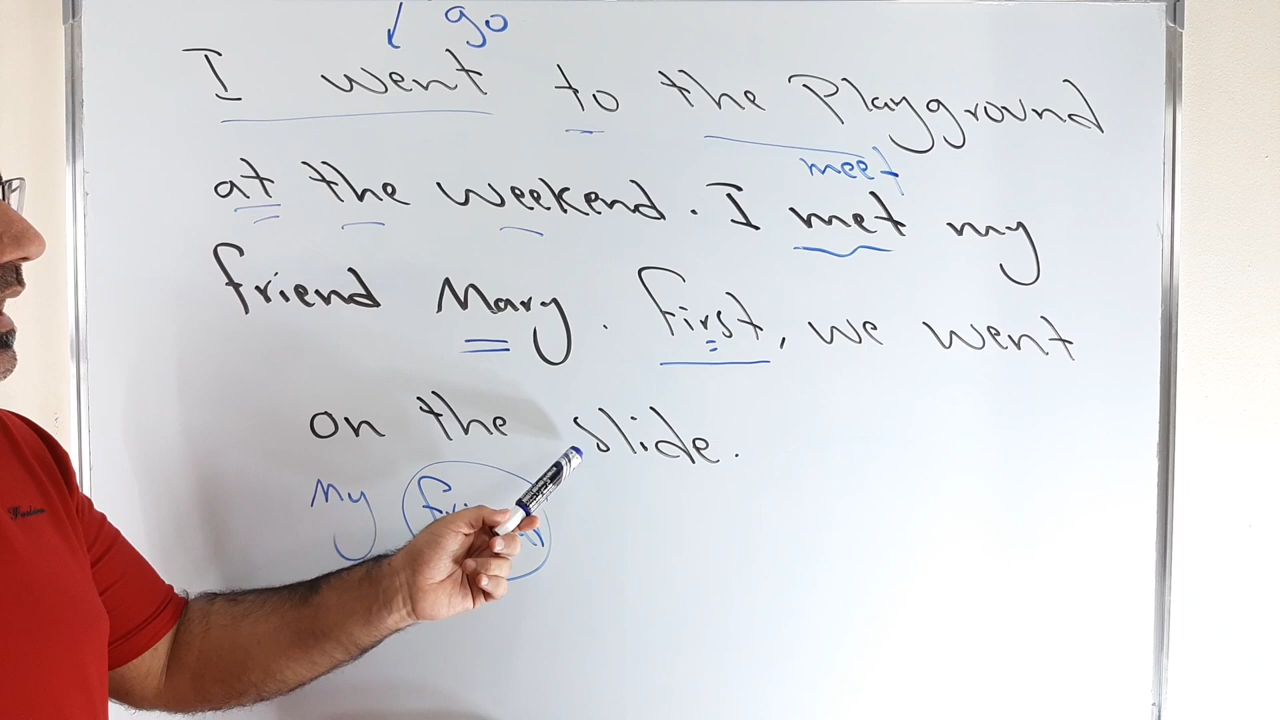 go
I went to the Playground
meet
at the weekend. I met my
friend Mary. First, we went
on the slide.
My